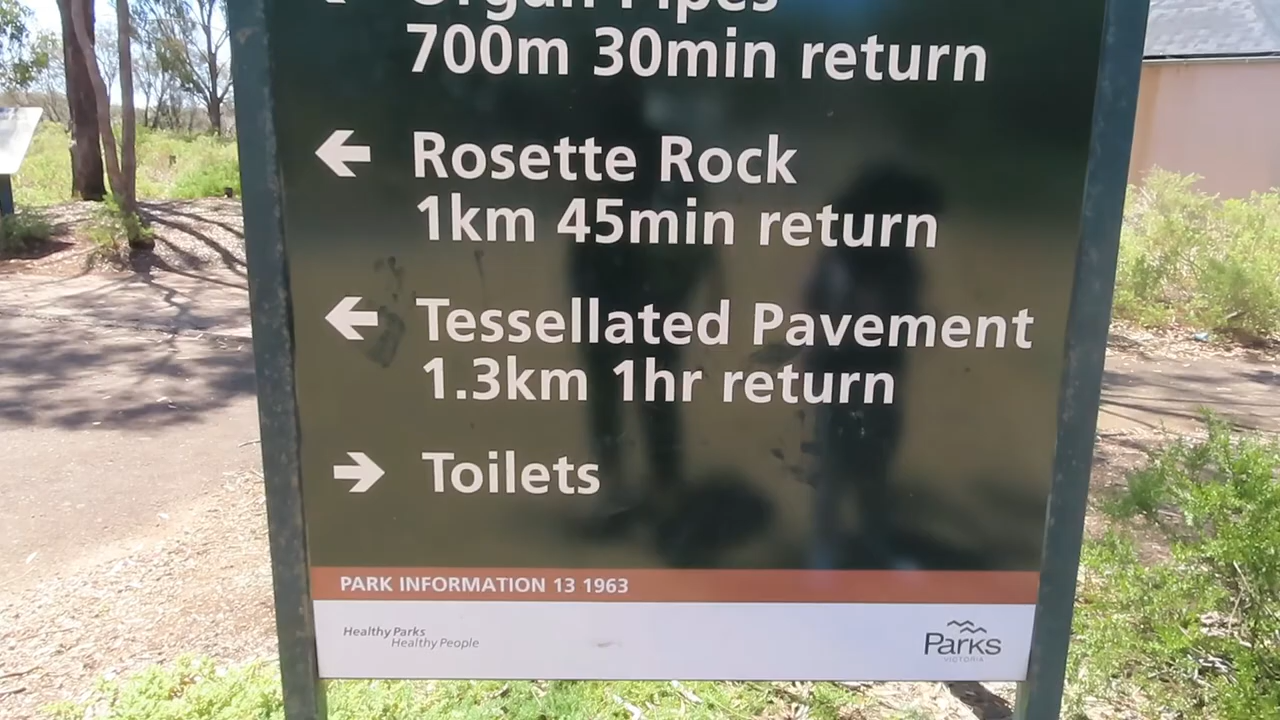 Organ Pipes
700m 30min return
Rosette Rock
1km 45min return
Tessellated Pavement
1.3km 1hr return
Toilets
PARK INFORMATION 13 1963
Healthy Parks
Healthy People
Parks
VICTORIA